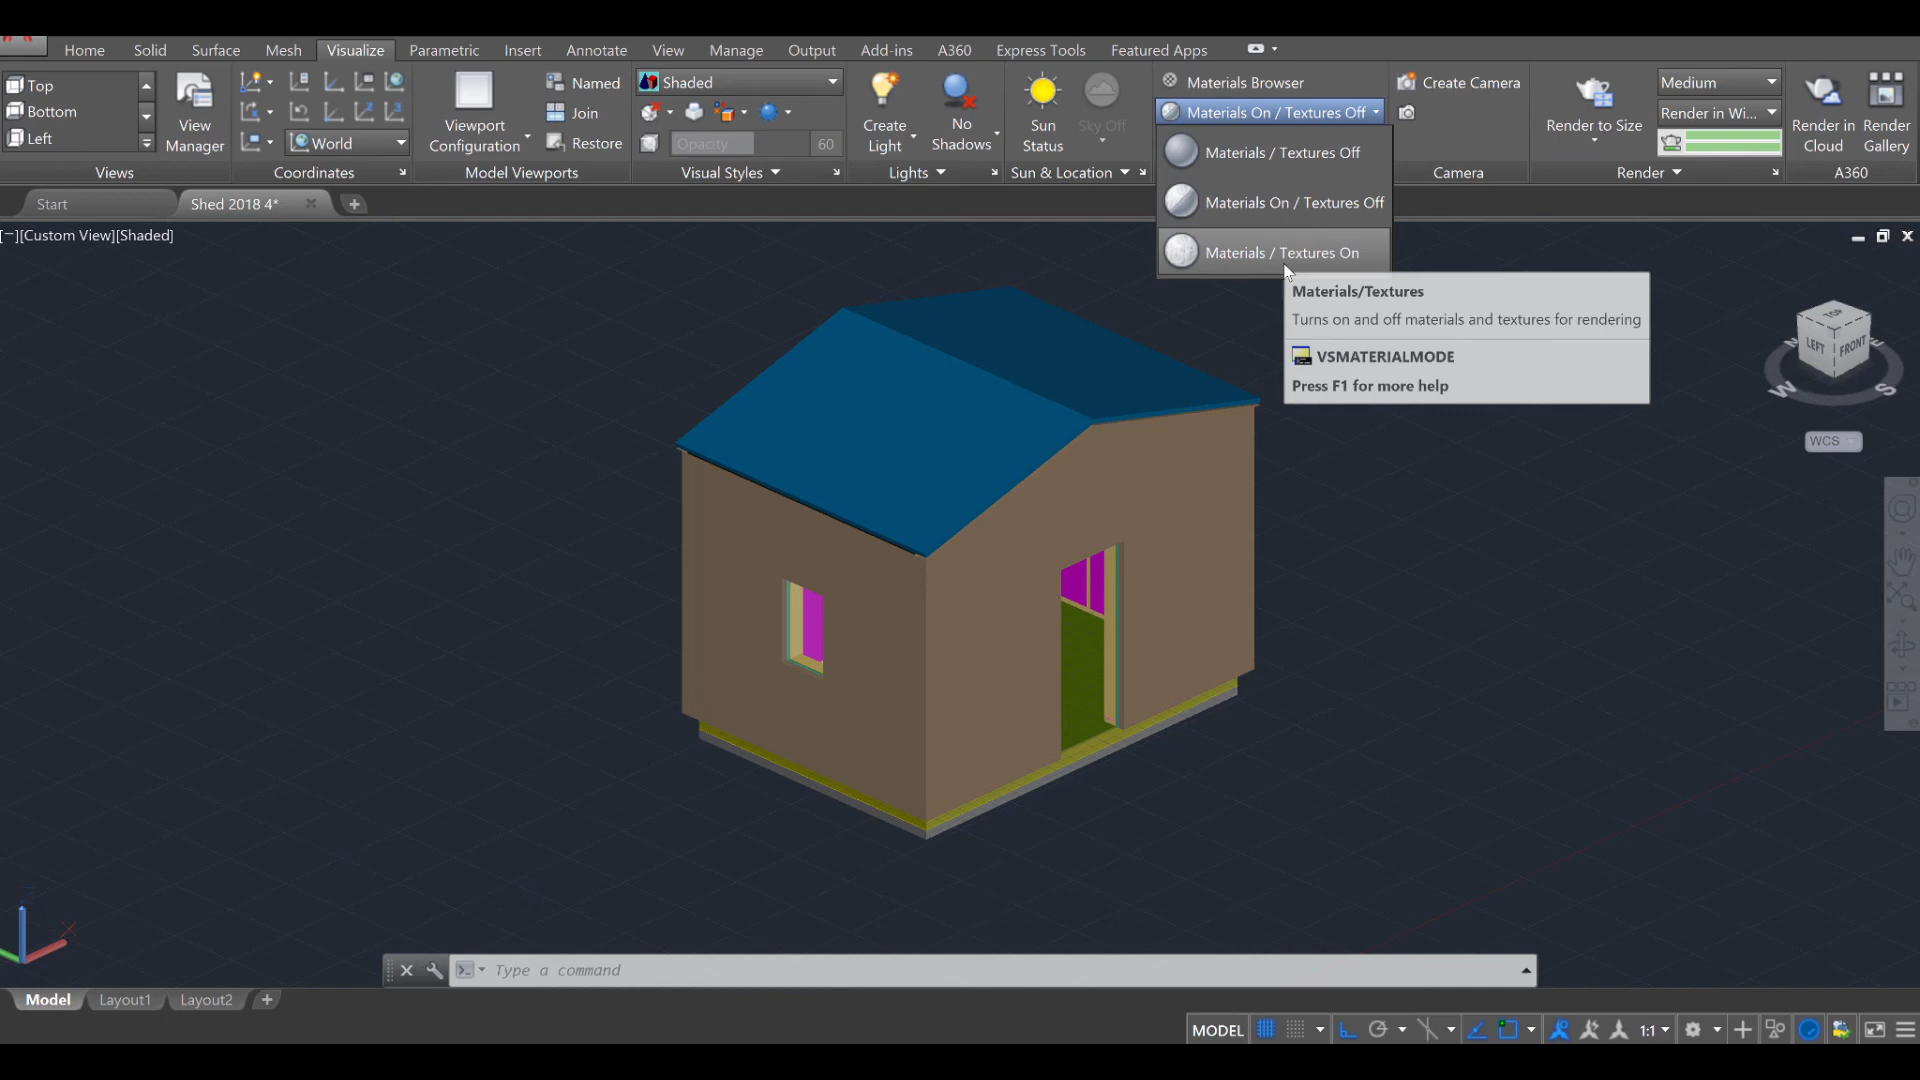 Home Solid Surface Mesh Visualize Parametric Insert Annotate View Manage Output Add-ins A360 Express Tools Featured Apps
Top
Bottom
Left
View
Manager
Views
World
Coordinates
Viewport
Configuration
Named
Join
Restore
Model Viewports
Shaded
Opacity 60
Visual Styles
Create
Light
No
Shadows
Lights
Sun
Status
Sky Off
Sun & Location
Materials Browser
Materials On / Textures Off
Materials / Textures Off
Materials On / Textures Off
Materials / Textures On
Create Camera
Camera
Render to Size
Medium
Render in Wi...
Render
Render in
Cloud
Render
Gallery
A360
Start
Shed 2018 4*
[−][Custom View][Shaded]
Materials/Textures
Turns on and off materials and textures for rendering
VSMATERIALMODE
Press F1 for more help
TOP
LEFT FRONT
W S
WCS
Type a command
Model Layout1 Layout2
MODEL
1:1